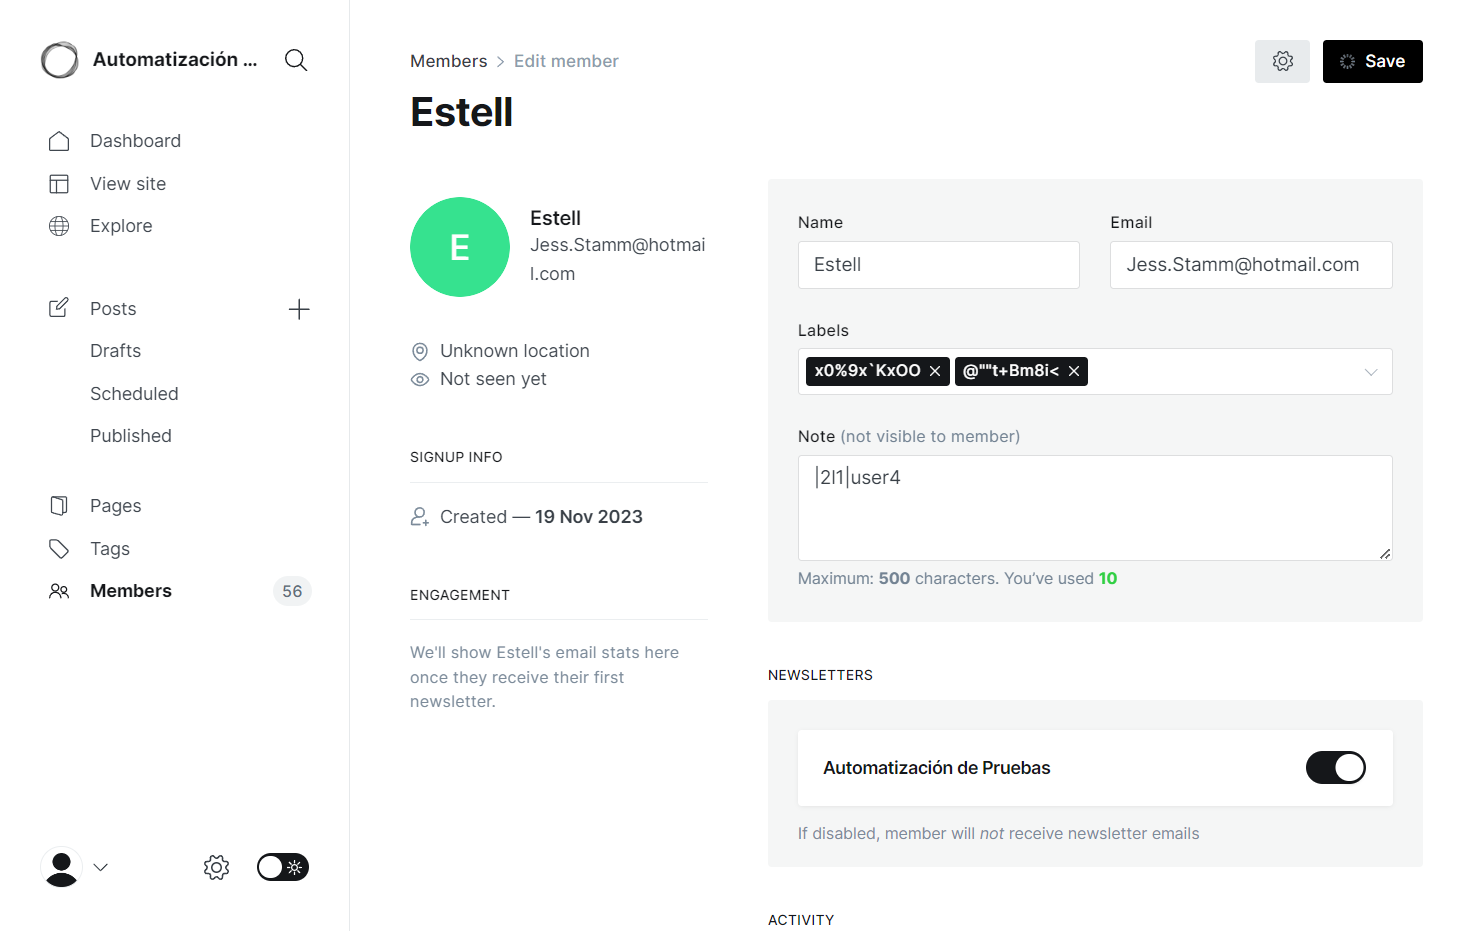 Automatización ...
Dashboard
View site
Explore
Posts
Drafts
Scheduled
Published
Pages
Tags
Members 56
Members > Edit member
Save
Estell
E
Estell
Jess.Stamm@hotmai
l.com
Unknown location
Not seen yet
SIGNUP INFO
Created — 19 Nov 2023
ENGAGEMENT
We'll show Estell's email stats here
once they receive their first
newsletter.
Name
Estell
Email
Jess.Stamm@hotmail.com
Labels
x0%9x`KxOO × @""t+Bm8i< ×
Note (not visible to member)
|2I1|user4
Maximum: 500 characters. You’ve used 10
NEWSLETTERS
Automatización de Pruebas
If disabled, member will not receive newsletter emails
ACTIVITY